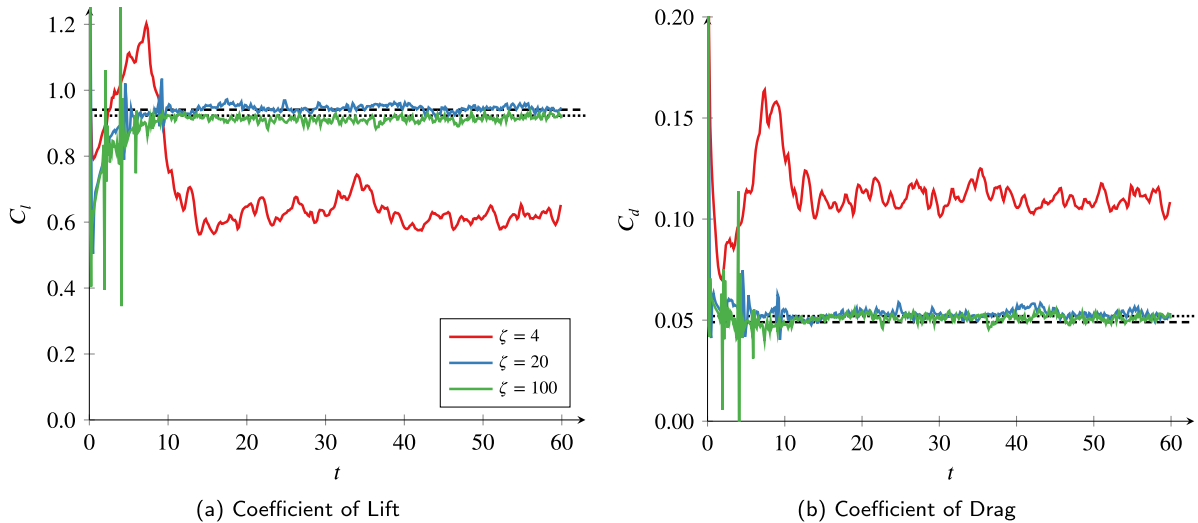 1.2
1.0
0.8
0.6
0.4
0.2
0.0
C_l
0 10 20 30 40 50 60
t
ζ = 4
ζ = 20
ζ = 100
(a) Coefficient of Lift
0.20
0.15
0.10
0.05
0.00
C_d
0 10 20 30 40 50 60
t
(b) Coefficient of Drag